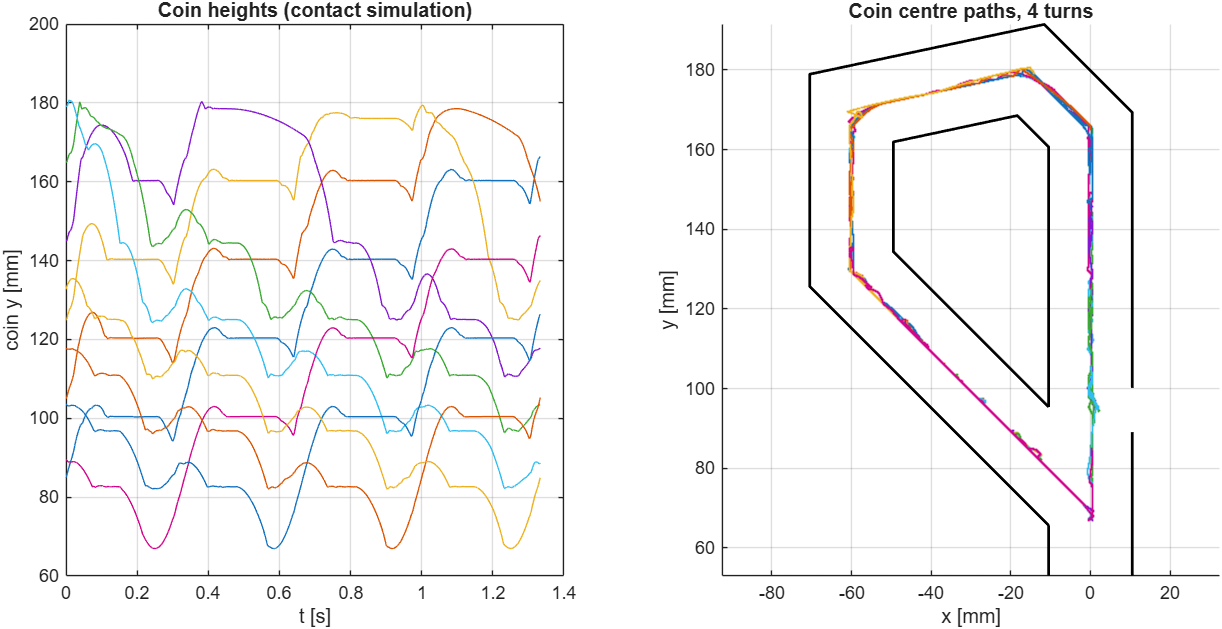 Coin heights (contact simulation)
200
180
160
140
120
100
80
60
coin y [mm]
0 0.2 0.4 0.6 0.8 1 1.2 1.4
t [s]
Coin centre paths, 4 turns
180
160
140
120
100
80
60
y [mm]
-80 -60 -40 -20 0 20
x [mm]